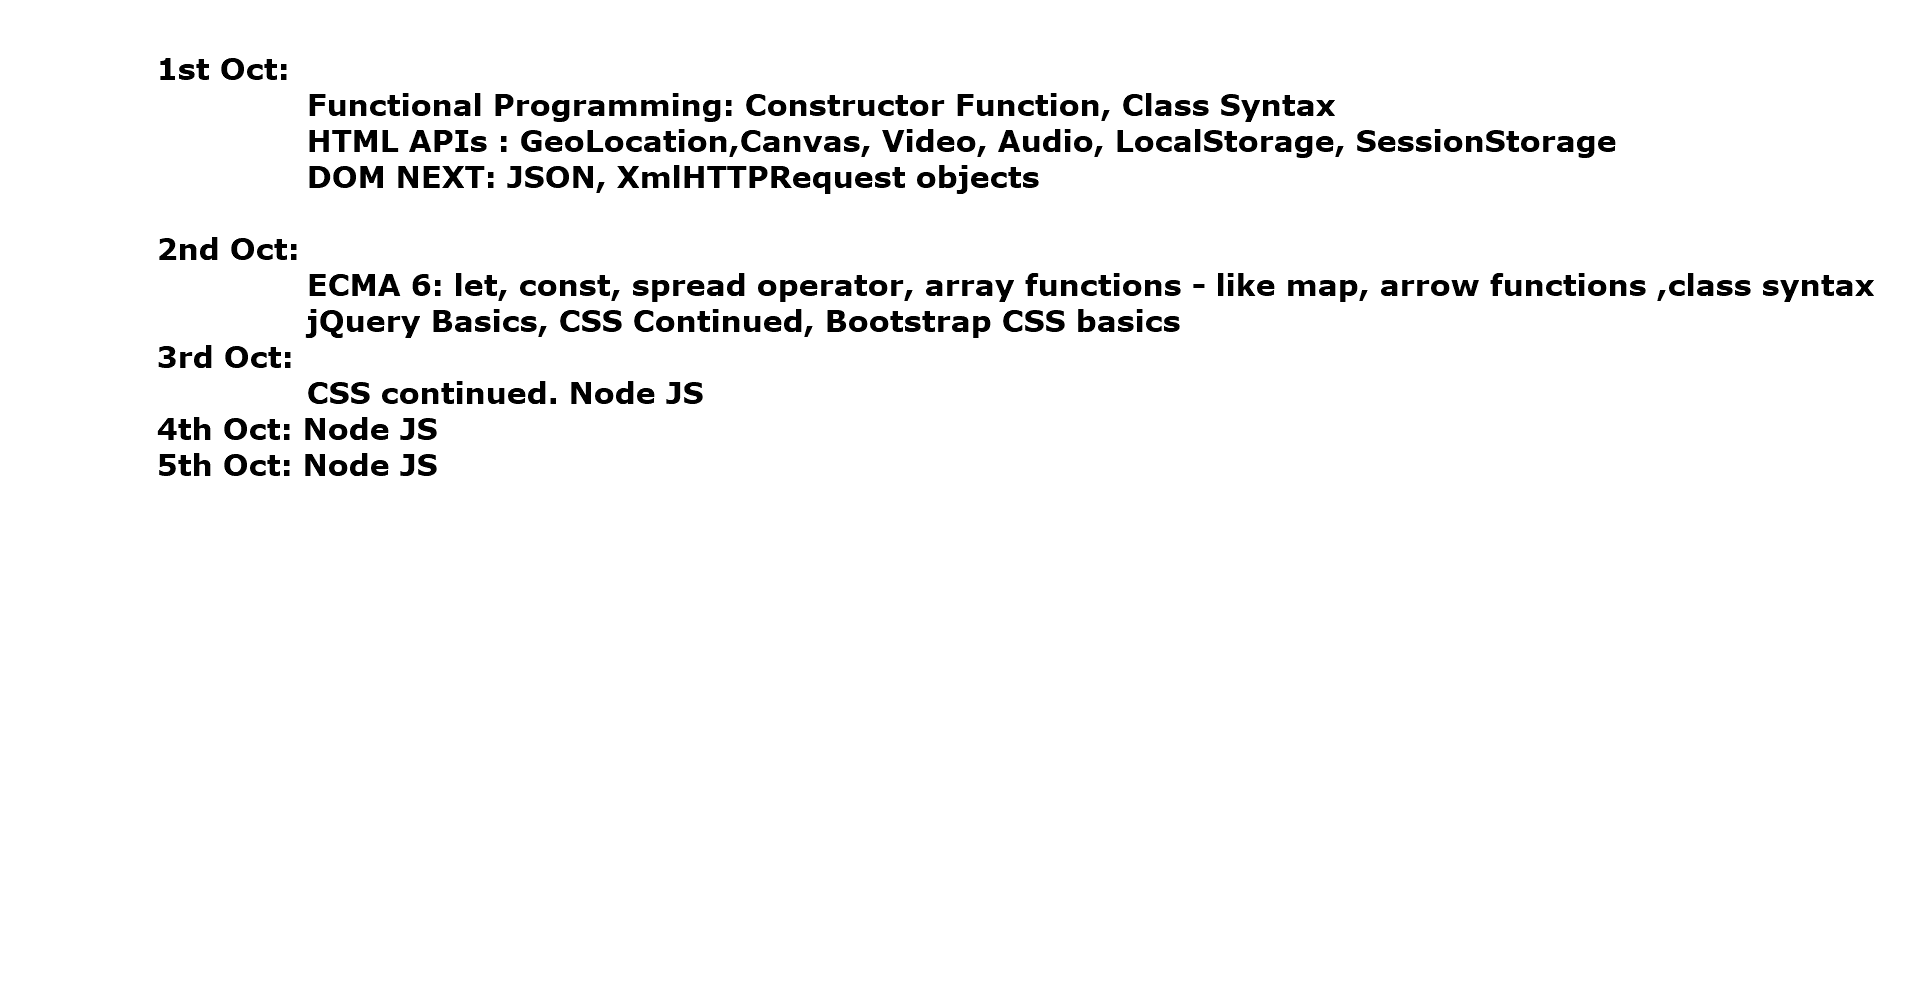 1st Oct:
Functional Programming: Constructor Function, Class Syntax
HTML APIs : GeoLocation,Canvas, Video, Audio, LocalStorage, SessionStorage
DOM NEXT: JSON, XmlHTTPRequest objects
2nd Oct:
ECMA 6: let, const, spread operator, array functions - like map, arrow functions ,class syntax
jQuery Basics, CSS Continued, Bootstrap CSS basics
3rd Oct:
CSS continued. Node JS
4th Oct: Node JS
5th Oct: Node JS